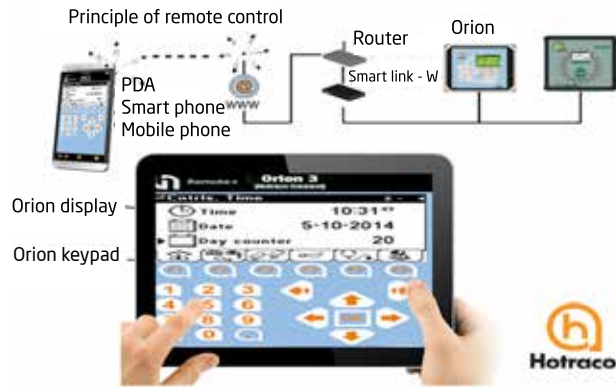 Principle of remote control
PDA
Smart phone
Mobile phone
www
Router
Smart link - W
Orion
Orion display
Orion keypad
Remote+
Orion 3
Time 10:31
Date 5-10-2014
Day counter 20
1 2 3
4 5 6
8 9
0
OK
Hotraco